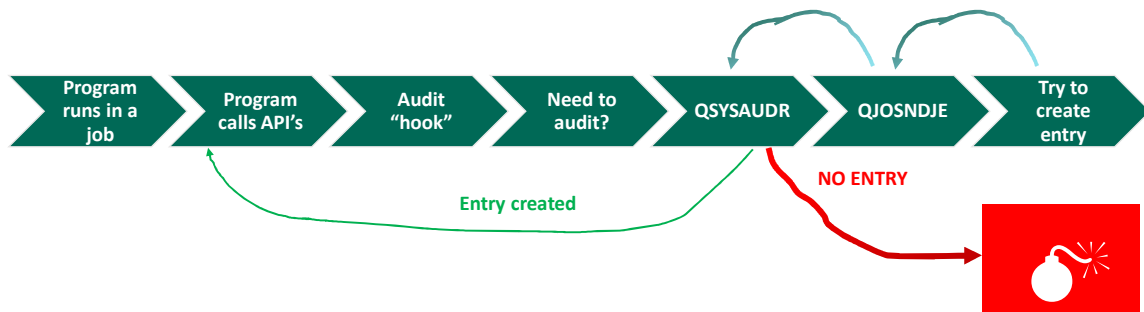 Program
runs in a
job
Program
calls API’s
Audit
“hook”
Need to
audit?
QSYSAUDR
QJOSNDJE
Try to
create
entry
NO ENTRY
Entry created